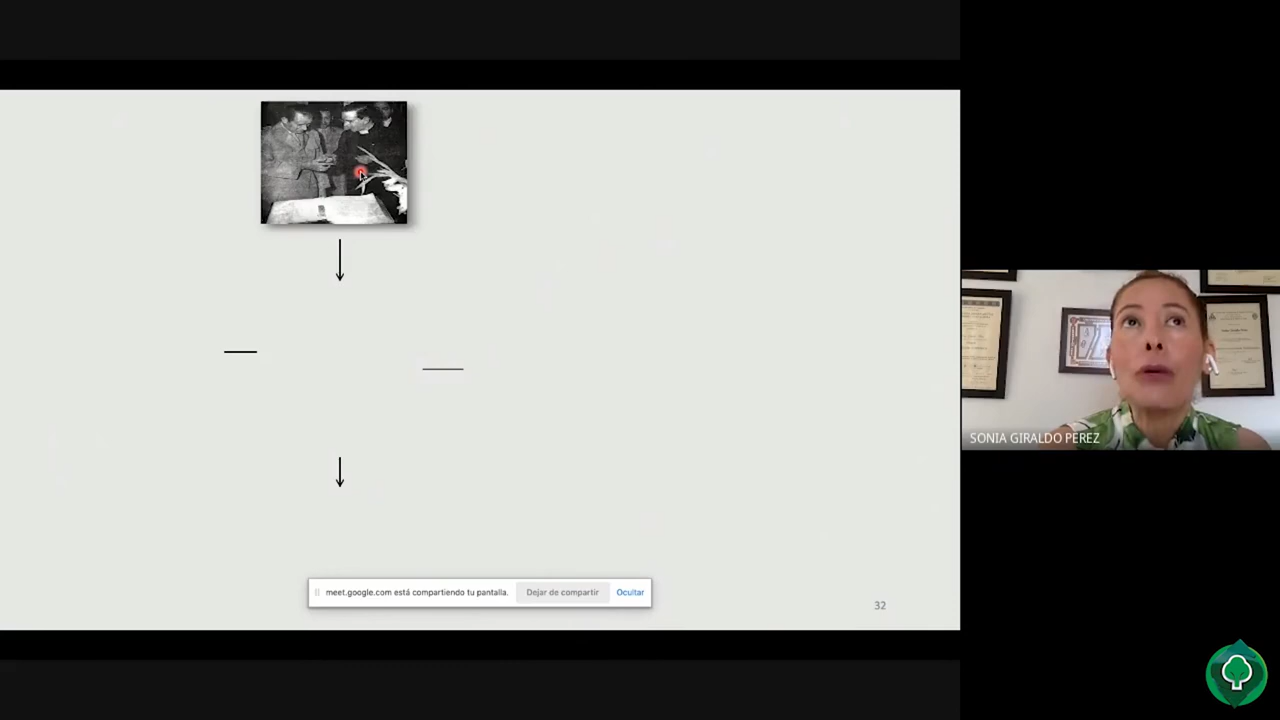 SONIA GIRALDO PEREZ
meet.google.com está compartiendo tu pantalla.
Dejar de compartir
Ocultar
32